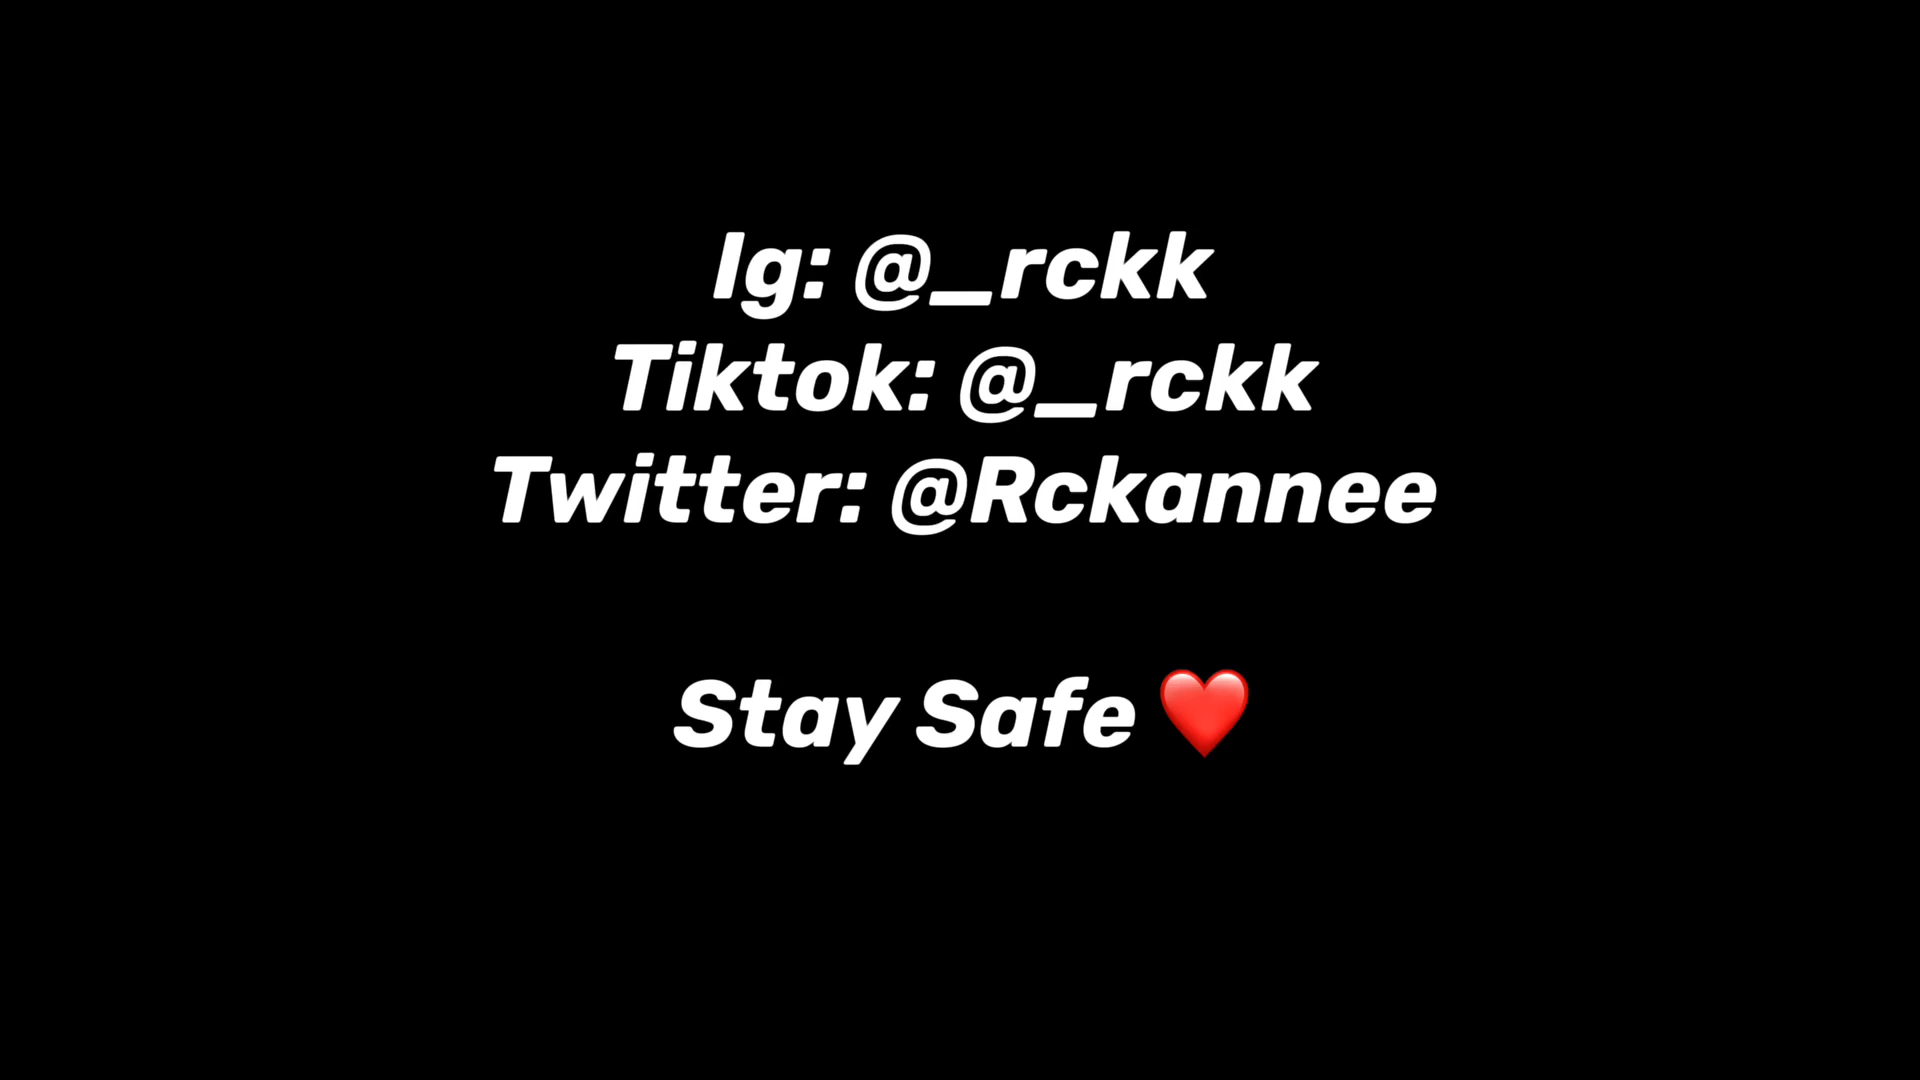 Ig: @_rckk
Tiktok: @_rckk
Twitter: @Rckannee
Stay Safe ❤️